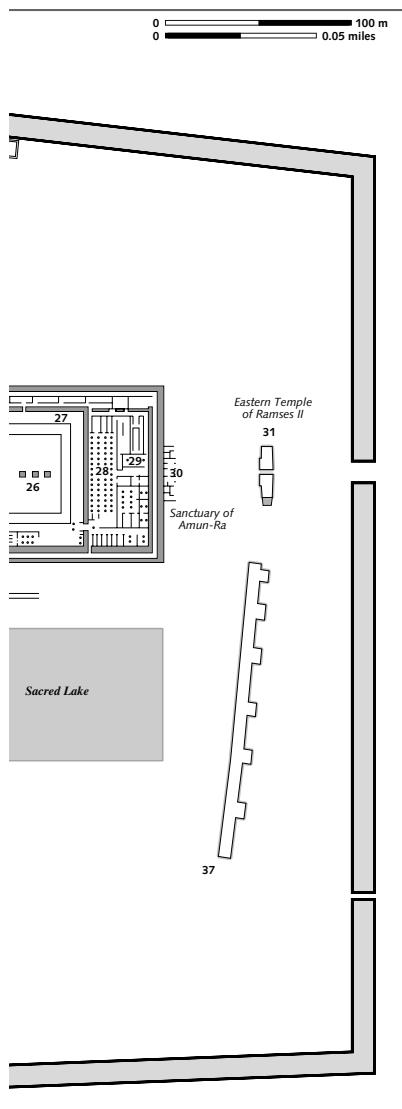 0 100 m
0 0.05 miles
Eastern Temple
of Ramses II
31
27
29
28
30
26
Sanctuary of
Amun-Ra
Sacred Lake
37